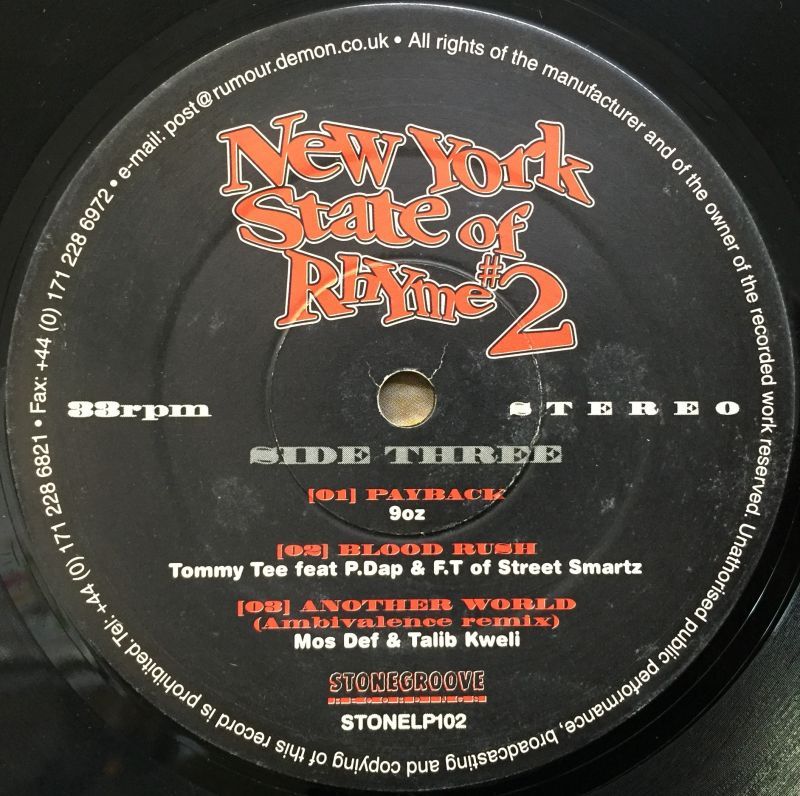 New York
State of
Rhyme #2
33rpm
STEREO
SIDE THREE
[01] PAYBACK
9oz
[02] BLOOD RUSH
Tommy Tee feat P.Dap & F.T of Street Smartz
[03] ANOTHER WORLD
(Ambivalence remix)
Mos Def & Talib Kweli
STONEGROOVE
STONELP102
Tel: +44 (0) 171 228 6821 • Fax: +44 (0) 171 228 6972 • e-mail: post@rumour.demon.co.uk • All rights of the manufacturer and of the owner of the recorded work reserved. Unathorised public performance, broadcasting and copying of this record is prohibited.